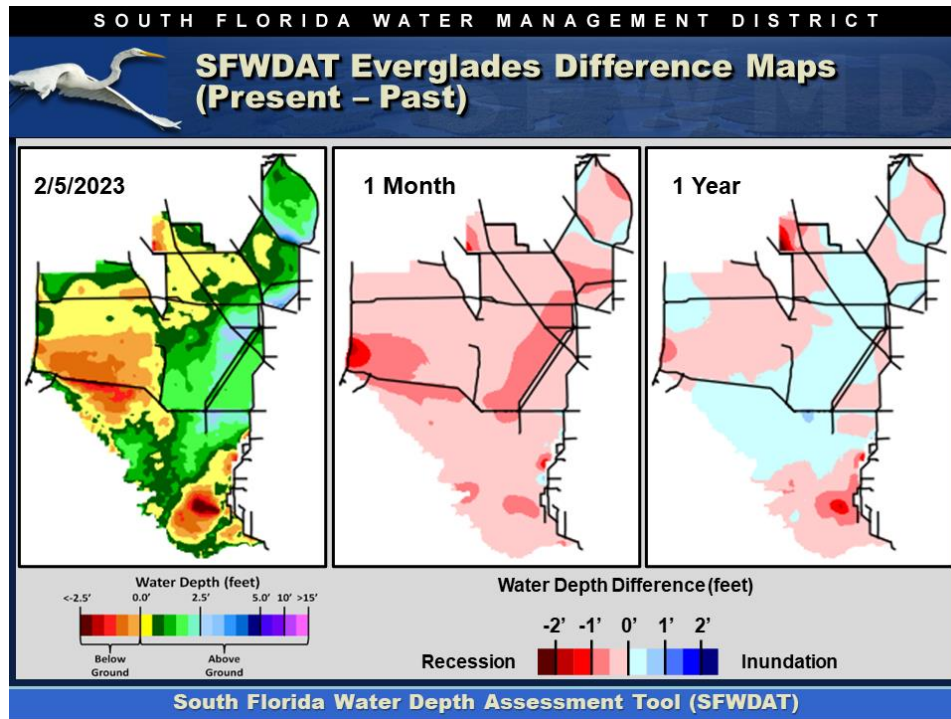 SOUTH FLORIDA WATER MANAGEMENT DISTRICT
SFWDAT Everglades Difference Maps
(Present – Past)
2/5/2023
1 Month
1 Year
Water Depth (feet)
<-2.5' 0.0' 2.5' 5.0' 10' >15'
Below
Ground
Above
Ground
Water Depth Difference (feet)
-2' -1' 0' 1' 2'
Recession
Inundation
South Florida Water Depth Assessment Tool (SFWDAT)